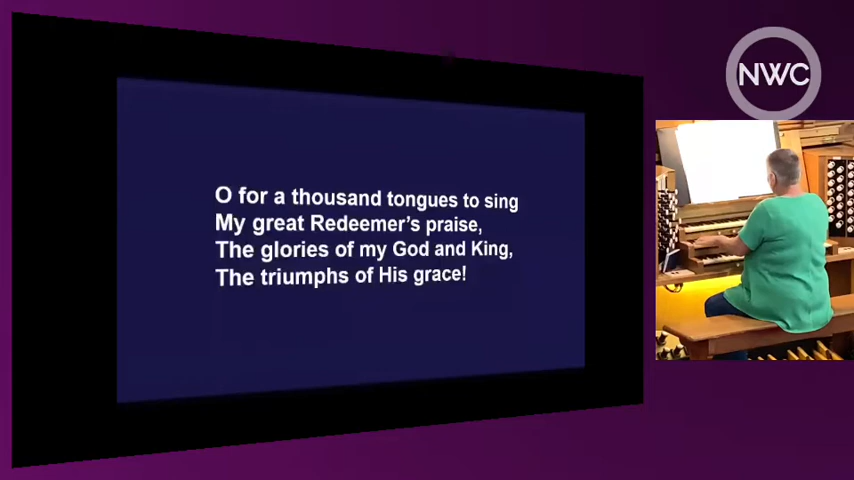 NWC
O for a thousand tongues to sing
My great Redeemer's praise,
The glories of my God and King,
The triumphs of His grace!